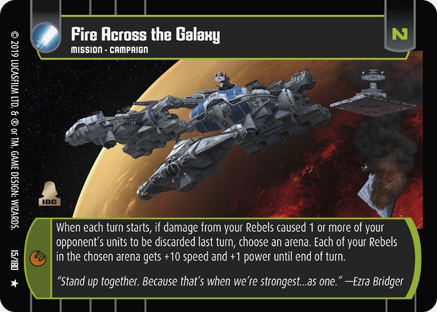 Fire Across the Galaxy
MISSION - CAMPAIGN
N
© 2019 LUCASFILM LTD. & ® or TM. GAME DESIGN: WIZARDS.
IDC
15/180
When each turn starts, if damage from your Rebels caused 1 or more of your
opponent's units to be discarded last turn, choose an arena. Each of your Rebels
in the chosen arena gets +10 speed and +1 power until end of turn.
"Stand up together. Because that's when we're strongest...as one." —Ezra Bridger